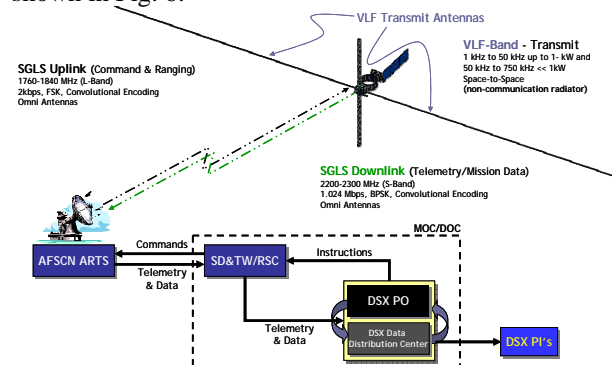 VLF Transmit Antennas
VLF-Band - Transmit
1 kHz to 50 kHz up to 1- kW and
50 kHz to 750 kHz << 1kW
Space-to-Space
(non-communication radiator)
SGLS Uplink (Command & Ranging)
1760-1840 MHz (L-Band)
2kbps, FSK, Convolutional Encoding
Omni Antennas
SGLS Downlink (Telemetry/Mission Data)
2200-2300 MHz (S-Band)
1.024 Mbps, BPSK, Convolutional Encoding
Omni Antennas
MOC/DOC
AFSCN ARTS
Commands
Telemetry
& Data
SD&TW/RSC
Instructions
Telemetry
& Data
DSX PO
DSX Data
Distribution Center
DSX PI's